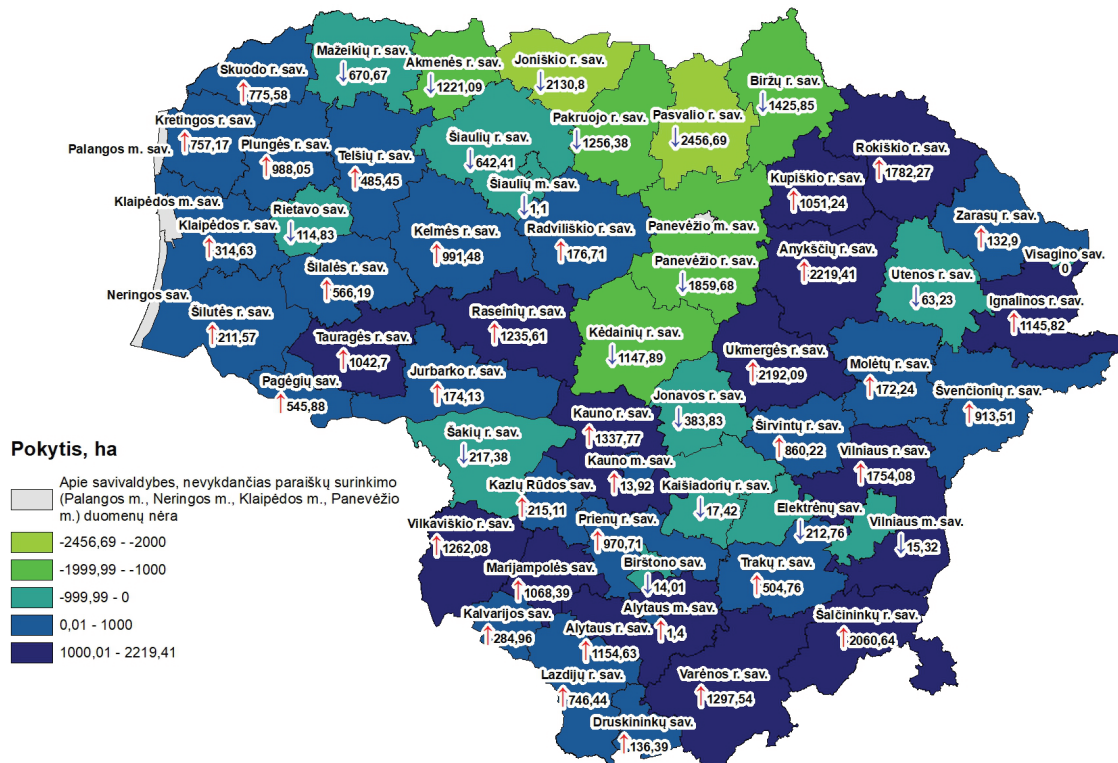 Mažeikių r. sav.
↓670,67
Akmenės r. sav.
↓1221,09
Joniškio r. sav.
↓2130,8
Skuodo r. sav.
↑775,58
Biržų r. sav.
↓1425,85
Kretingos r. sav.
↑757,17
Palangos m. sav.
Plungės r. sav.
↑988,05
Telšių r. sav.
↑485,45
Šiaulių r. sav.
↓642,41
Pakruojo r. sav.
↓1256,38
Pasvalio r. sav.
↓2456,69
Rokiškio r. sav.
↑1782,27
Šiaulių m. sav.
↓1,1
Kupiškio r. sav.
↑1051,24
Klaipėdos m. sav.
Klaipėdos r. sav.
↑314,63
Rietavo sav.
↓114,83
Kelmės r. sav.
↑991,48
Radviliškio r. sav.
↑176,71
Panevėžio m. sav.
Zarasų r. sav.
↑132,9
Anykščių r. sav.
↑2219,41
Visagino sav.
0
Panevėžio r. sav.
↓1859,68
Utenos r. sav.
↓63,23
Šilalės r. sav.
↑566,19
Neringos sav.
Šilutės r. sav.
↑211,57
Ignalinos r. sav.
↑1145,82
Raseinių r. sav.
↑1235,61
Tauragės r. sav.
↑1042,7
Kėdainių r. sav.
↓1147,89
Ukmergės r. sav.
↑2192,09
Molėtų r. sav.
↑172,24
Jurbarko r. sav.
↑174,13
Pagėgių sav.
↑545,88
Švenčionių r. sav.
↑913,51
Jonavos r. sav.
↓383,83
Kauno r. sav.
↑1337,77
Širvintų r. sav.
↑860,22
Šakių r. sav.
↓217,38
Vilniaus r. sav.
↑1754,08
Kauno m. sav.
↑13,92
Kazlų Rūdos sav.
↑215,11
Kaišiadorių r. sav.
↓17,42
Elektrėnų sav.
↓212,76
Vilniaus m. sav.
↓15,32
Vilkaviškio r. sav.
↑1262,08
Prienų r. sav.
↑970,71
Birštono sav.
↓14,01
Trakų r. sav.
↑504,76
Marijampolės sav.
↑1068,39
Alytaus m. sav.
↑1,4
Kalvarijos sav.
↑284,96
Alytaus r. sav.
↑1154,63
Šalčininkų r. sav.
↑2060,64
Lazdijų r. sav.
↑746,44
Varėnos r. sav.
↑1297,54
Druskininkų sav.
↑136,39
Pokytis, ha
Apie savivaldybes, nevykdančias paraiškų surinkimo
(Palangos m., Neringos m., Klaipėdos m., Panevėžio
m.) duomenų nėra
-2456,69 - -2000
-1999,99 - -1000
-999,99 - 0
0,01 - 1000
1000,01 - 2219,41